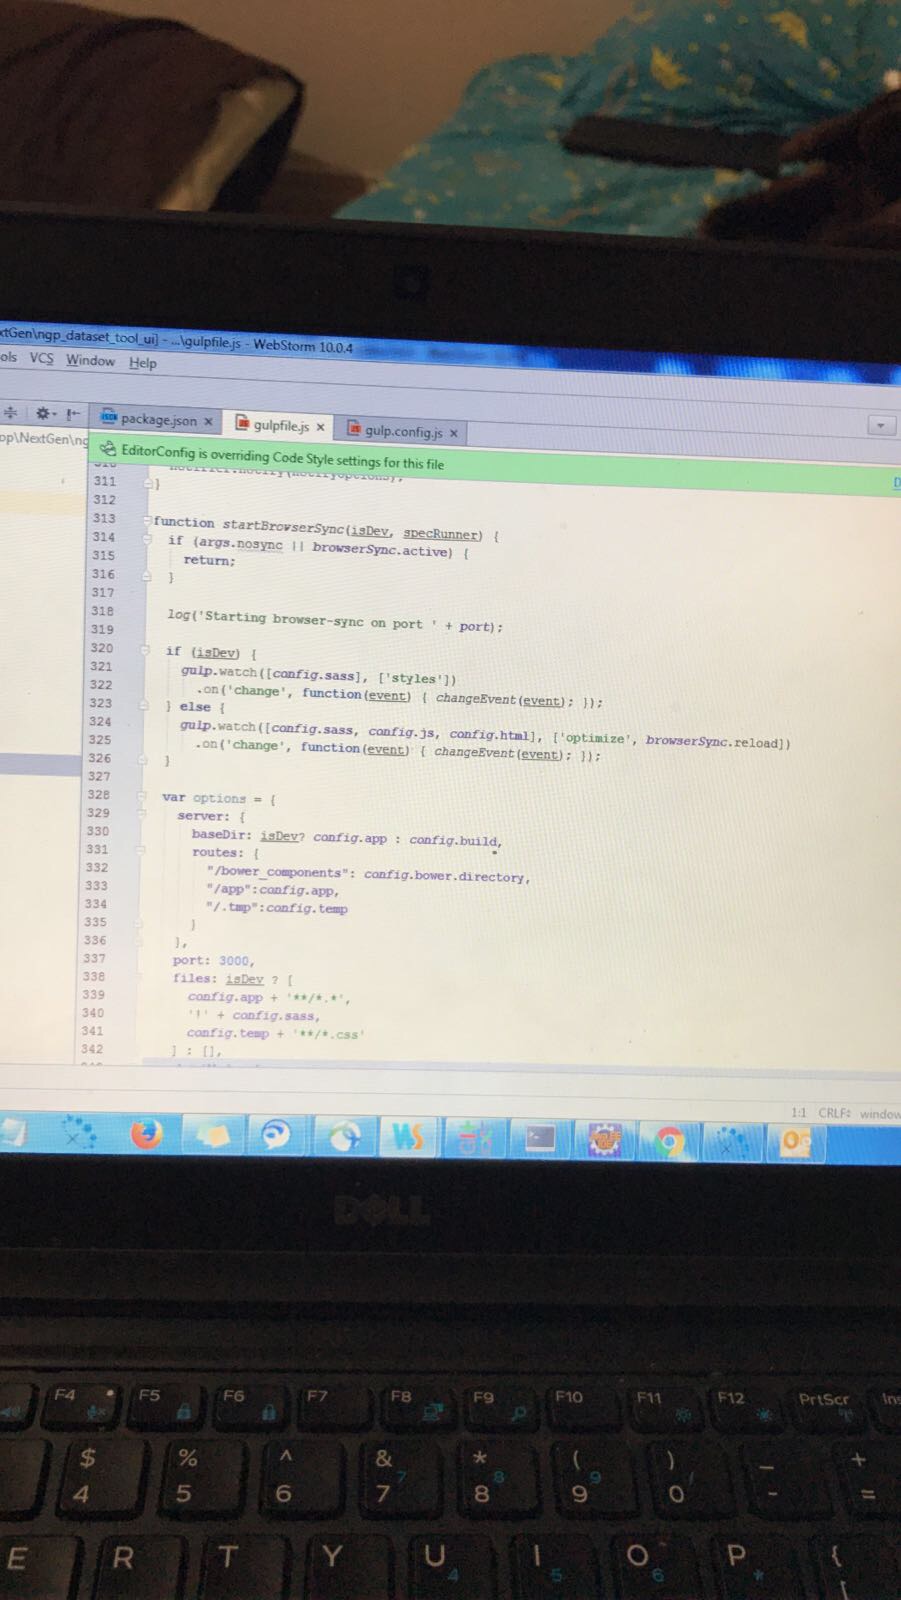 xtGen\ngp_dataset_tool_ui] - ...\gulpfile.js - WebStorm 10.0.4
ols VCS Window Help
package.json × gulpfile.js × gulp.config.js ×
op\NextGen\ng
EditorConfig is overriding Code Style settings for this file
310
311 }
312
313 function startBrowserSync(isDev, specRunner) {
314 if (args.nosync || browserSync.active) {
315 return;
316 }
317
318 log('Starting browser-sync on port ' + port);
319
320 if (isDev) {
321 gulp.watch([config.sass], ['styles'])
322 .on('change', function(event) { changeEvent(event); });
323 } else {
324 gulp.watch([config.sass, config.js, config.html], ['optimize', browserSync.reload])
325 .on('change', function(event) { changeEvent(event); });
326 }
327
328 var options = {
329 server: {
330 baseDir: isDev? config.app : config.build,
331 routes: {
332 "/bower_components": config.bower.directory,
333 "/app":config.app,
334 "/.tmp":config.temp
335 }
336 },
337 port: 3000,
338 files: isDev ? [
339 config.app + '**/*.*',
340 '!' + config.sass,
341 config.temp + '**/*.css'
342 ] : [],
1:1 CRLF window
WS
DELL
F4 F5 F6 F7 F8 F9 F10 F11 F12 PrtScr Ins
$ % ^ & * ( ) _ +
4 5 6 7 8 9 0 - =
7 8 9 /
E R T Y U I O P {
4 5 6 * [